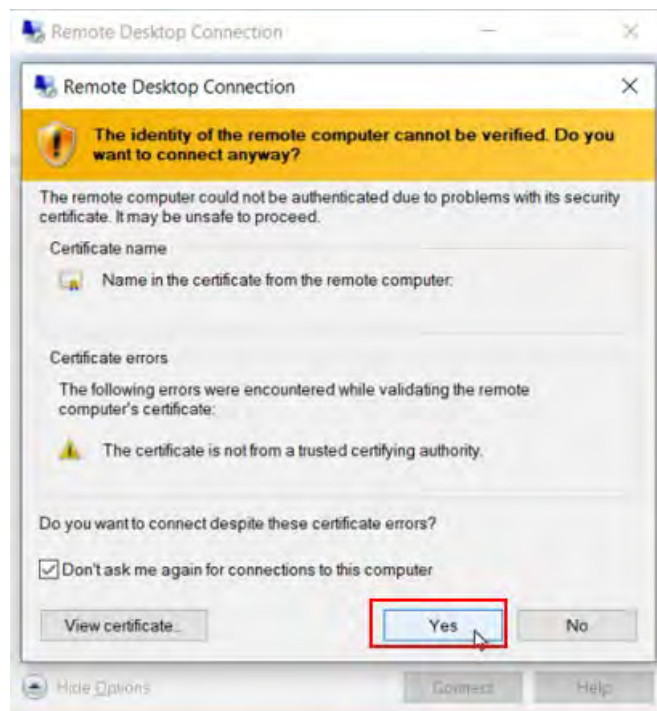 Remote Desktop Connection
Remote Desktop Connection
The identity of the remote computer cannot be verified. Do you
want to connect anyway?
The remote computer could not be authenticated due to problems with its security
certificate. It may be unsafe to proceed.
Certificate name
Name in the certificate from the remote computer:
Certificate errors
The following errors were encountered while validating the remote
computer's certificate:
The certificate is not from a trusted certifying authority.
Do you want to connect despite these certificate errors?
Don't ask me again for connections to this computer
View certificate...
Yes
No
Hide Options
Connect
Help